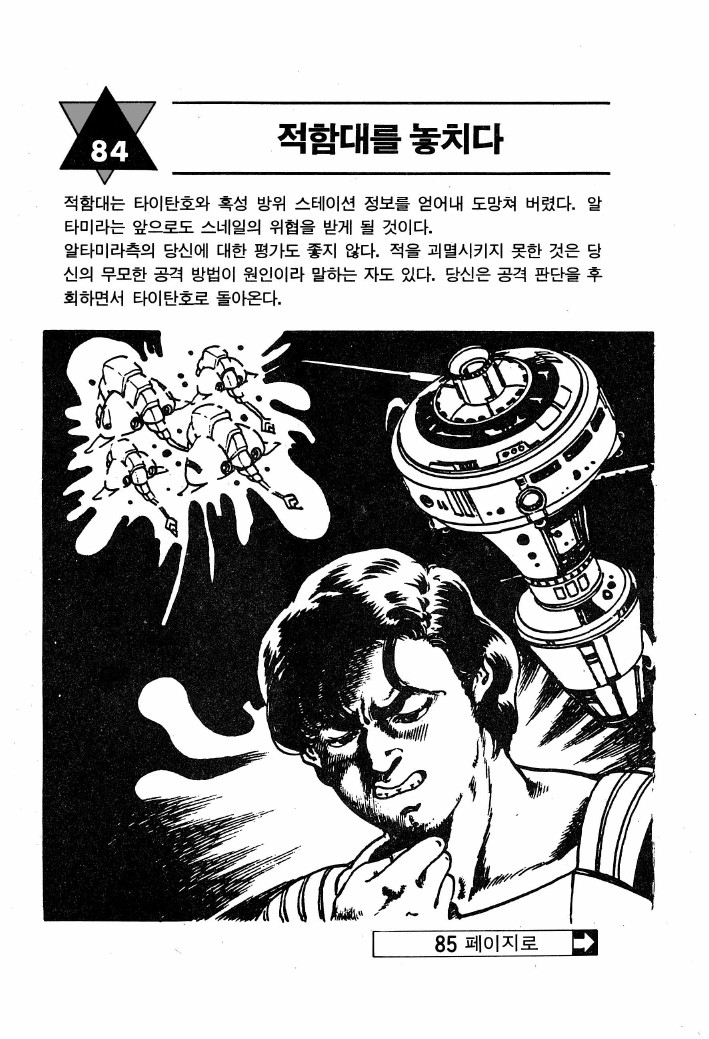 84
적함대를 놓치다
적함대는 타이탄호와 혹성 방위 스테이션 정보를 얻어내 도망쳐 버렸다. 알
타미라는 앞으로도 스네일의 위협을 받게 될 것이다.
알타미라측의 당신에 대한 평가도 좋지 않다. 적을 괴멸시키지 못한 것은 당
신의 무모한 공격 방법이 원인이라 말하는 자도 있다. 당신은 공격 판단을 후
회하면서 타이탄호로 돌아온다.
85 페이지로